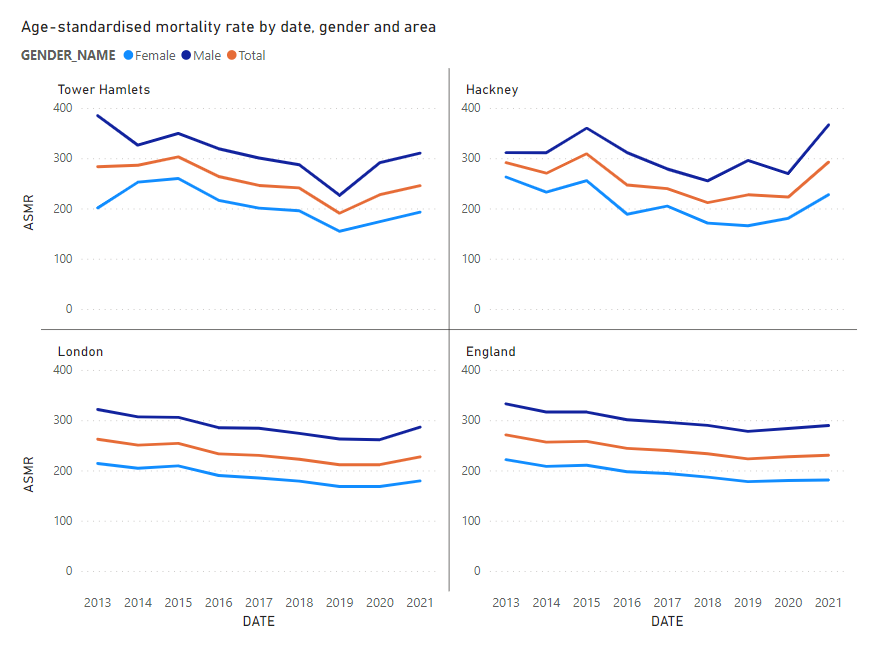 Age-standardised mortality rate by date, gender and area
GENDER_NAME Female Male Total
Tower Hamlets
400
300
200
100
0
ASMR
Hackney
400
300
200
100
0
London
400
300
200
100
0
ASMR
2013 2014 2015 2016 2017 2018 2019 2020 2021
DATE
England
400
300
200
100
0
2013 2014 2015 2016 2017 2018 2019 2020 2021
DATE